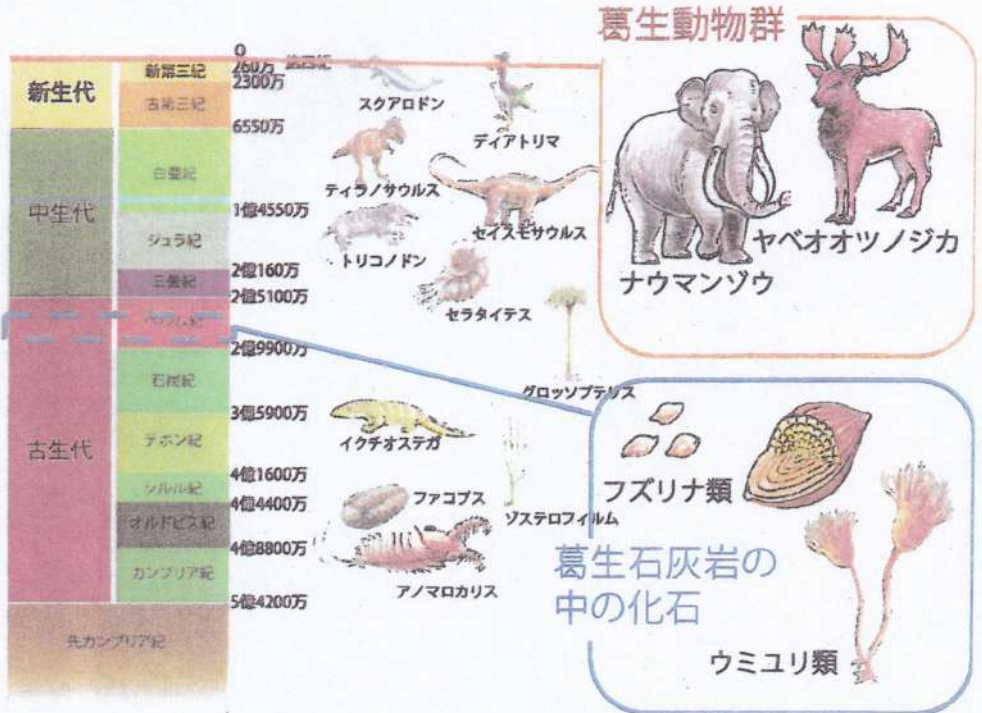 葛生動物群
0
260万
第四紀
新生代
新第三紀
2300万
古第三紀
6550万
スクアロドン
ディアトリマ
中生代
白亜紀
1億4550万
ジュラ紀
2億160万
三畳紀
2億5100万
ティラノサウルス
セイスモサウルス
トリコノドン
セラタイテス
ヤベオオツノジカ
ナウマンゾウ
古生代
ペルム紀
2億9900万
石炭紀
3億5900万
デボン紀
4億1600万
シルル紀
4億4400万
オルドビス紀
4億8800万
カンブリア紀
5億4200万
先カンブリア紀
グロッソプテリス
イクチオステガ
ファコプス
ゾステロフィルム
アノマロカリス
フズリナ類
葛生石灰岩の
中の化石
ウミユリ類